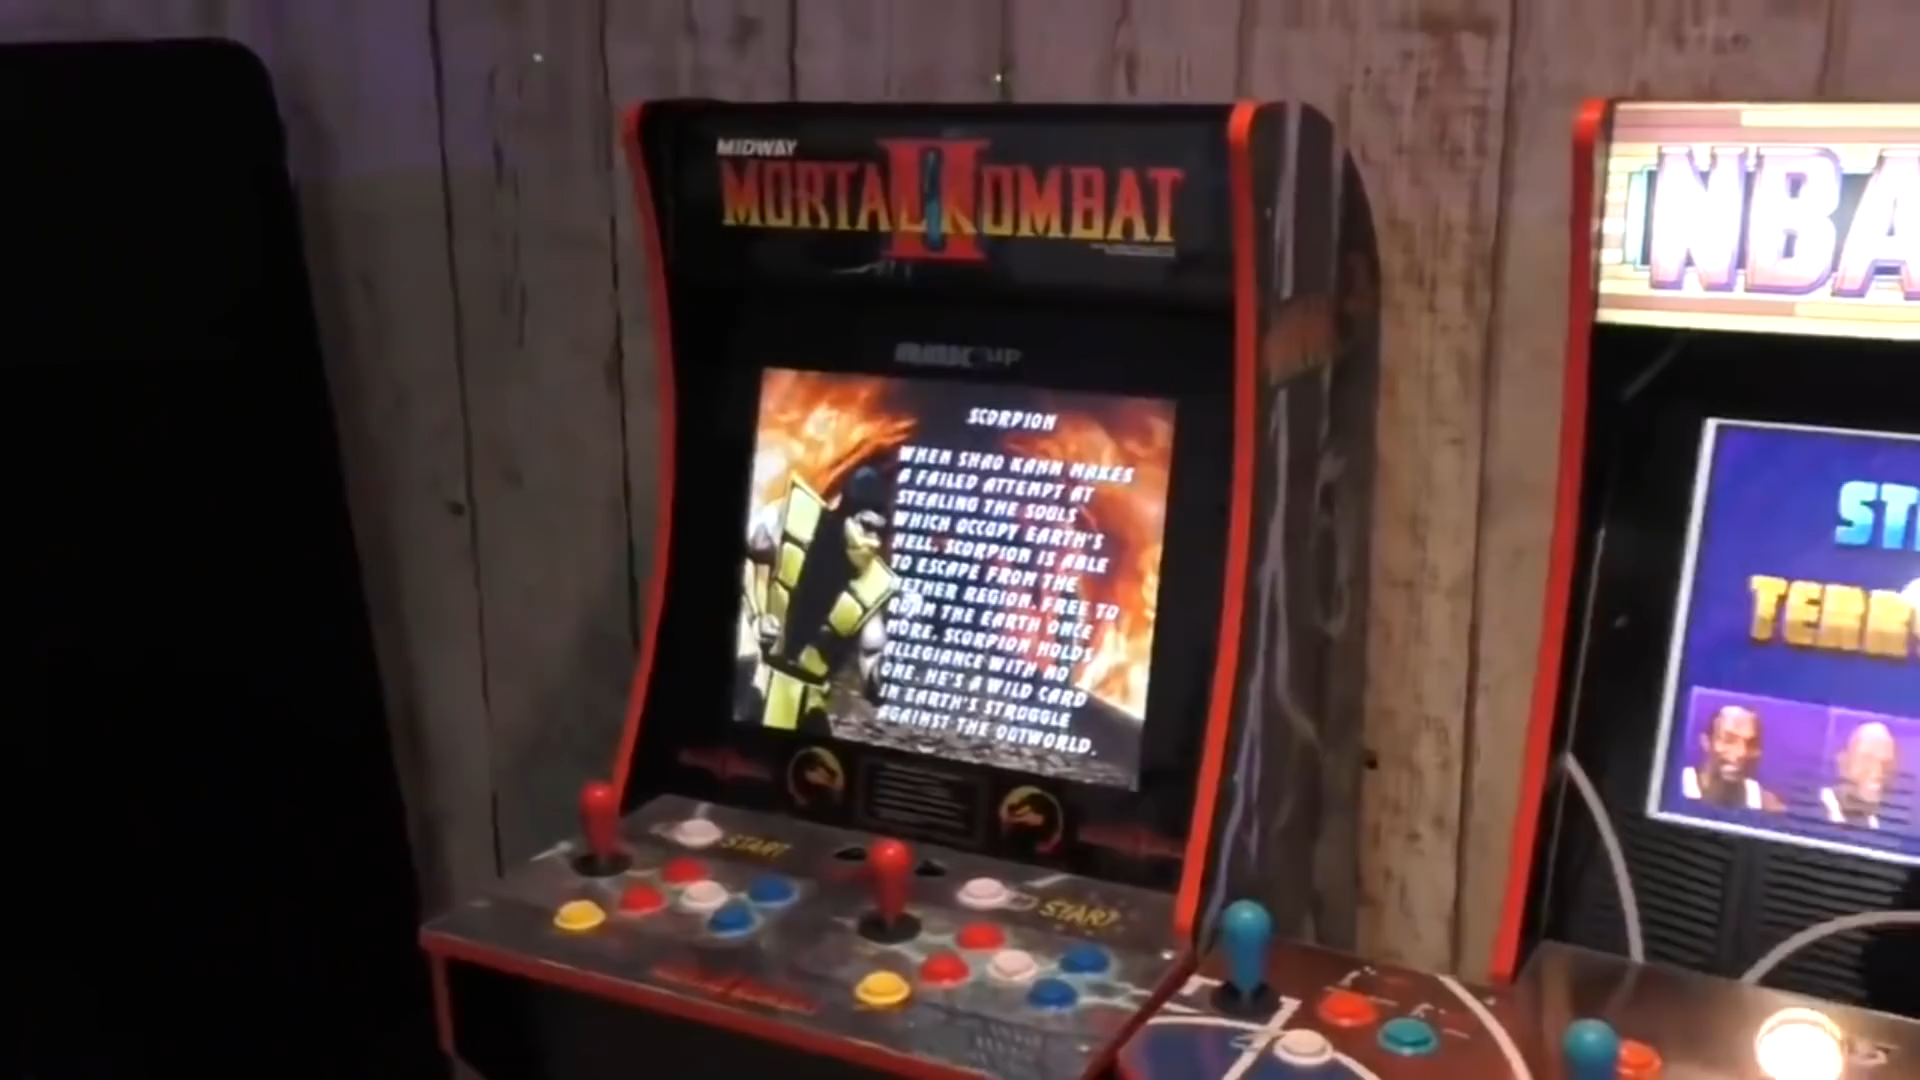 MIDWAY
MORTAL KOMBAT
II
SCORPION
WHEN SHAO KAHN MAKES
A FAILED ATTEMPT AT
STEALING THE SOULS
WHICH OCCUPY EARTH'S
HELL, SCORPION IS ABLE
TO ESCAPE FROM THE
NETHER REGION. FREE TO
ROAM THE EARTH ONCE
MORE, SCORPION HOLDS
ALLEGIANCE WITH NO
ONE. HE'S A WILD CARD
IN EARTH'S STRUGGLE
AGAINST THE OUTWORLD.
START
START
NBA